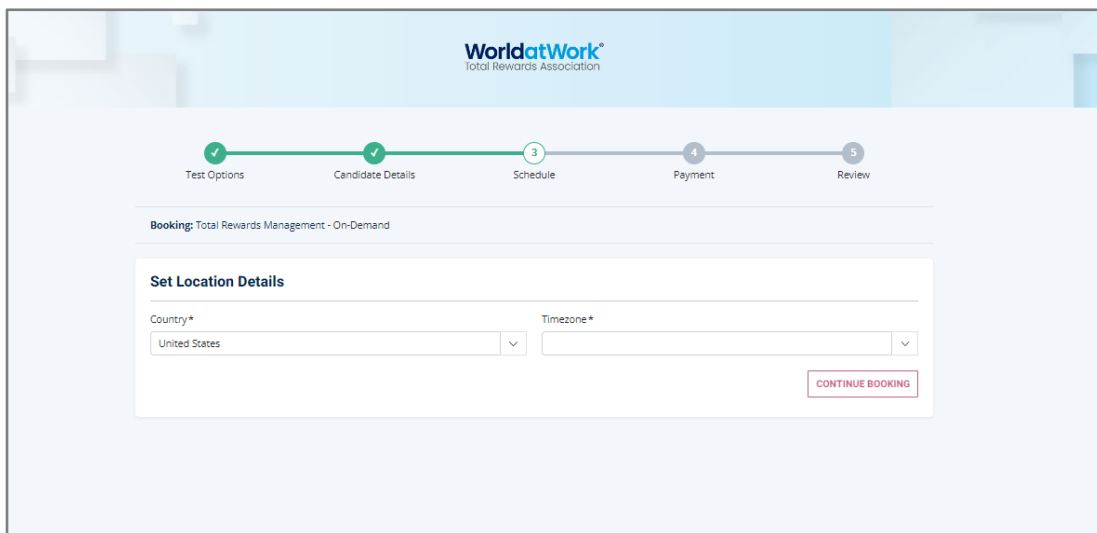 WorldatWork®
Total Rewards Association
3 4 5
Test Options Candidate Details Schedule Payment Review
Booking: Total Rewards Management - On-Demand
Set Location Details
Country* Timezone*
United States
CONTINUE BOOKING